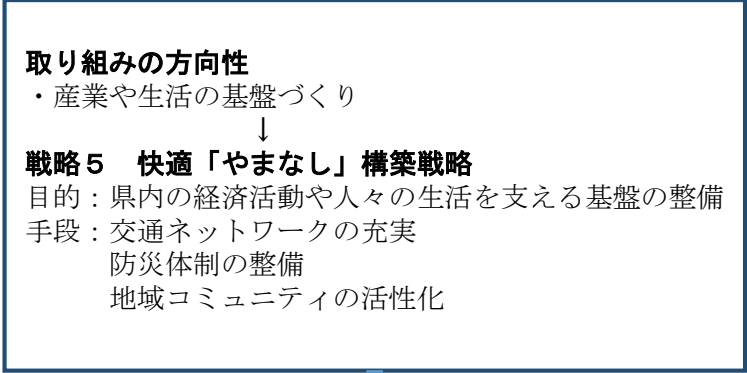 取り組みの方向性
・産業や生活の基盤づくり
↓
戦略５　快適「やまなし」構築戦略
目的：県内の経済活動や人々の生活を支える基盤の整備
手段：交通ネットワークの充実
防災体制の整備
地域コミュニティの活性化